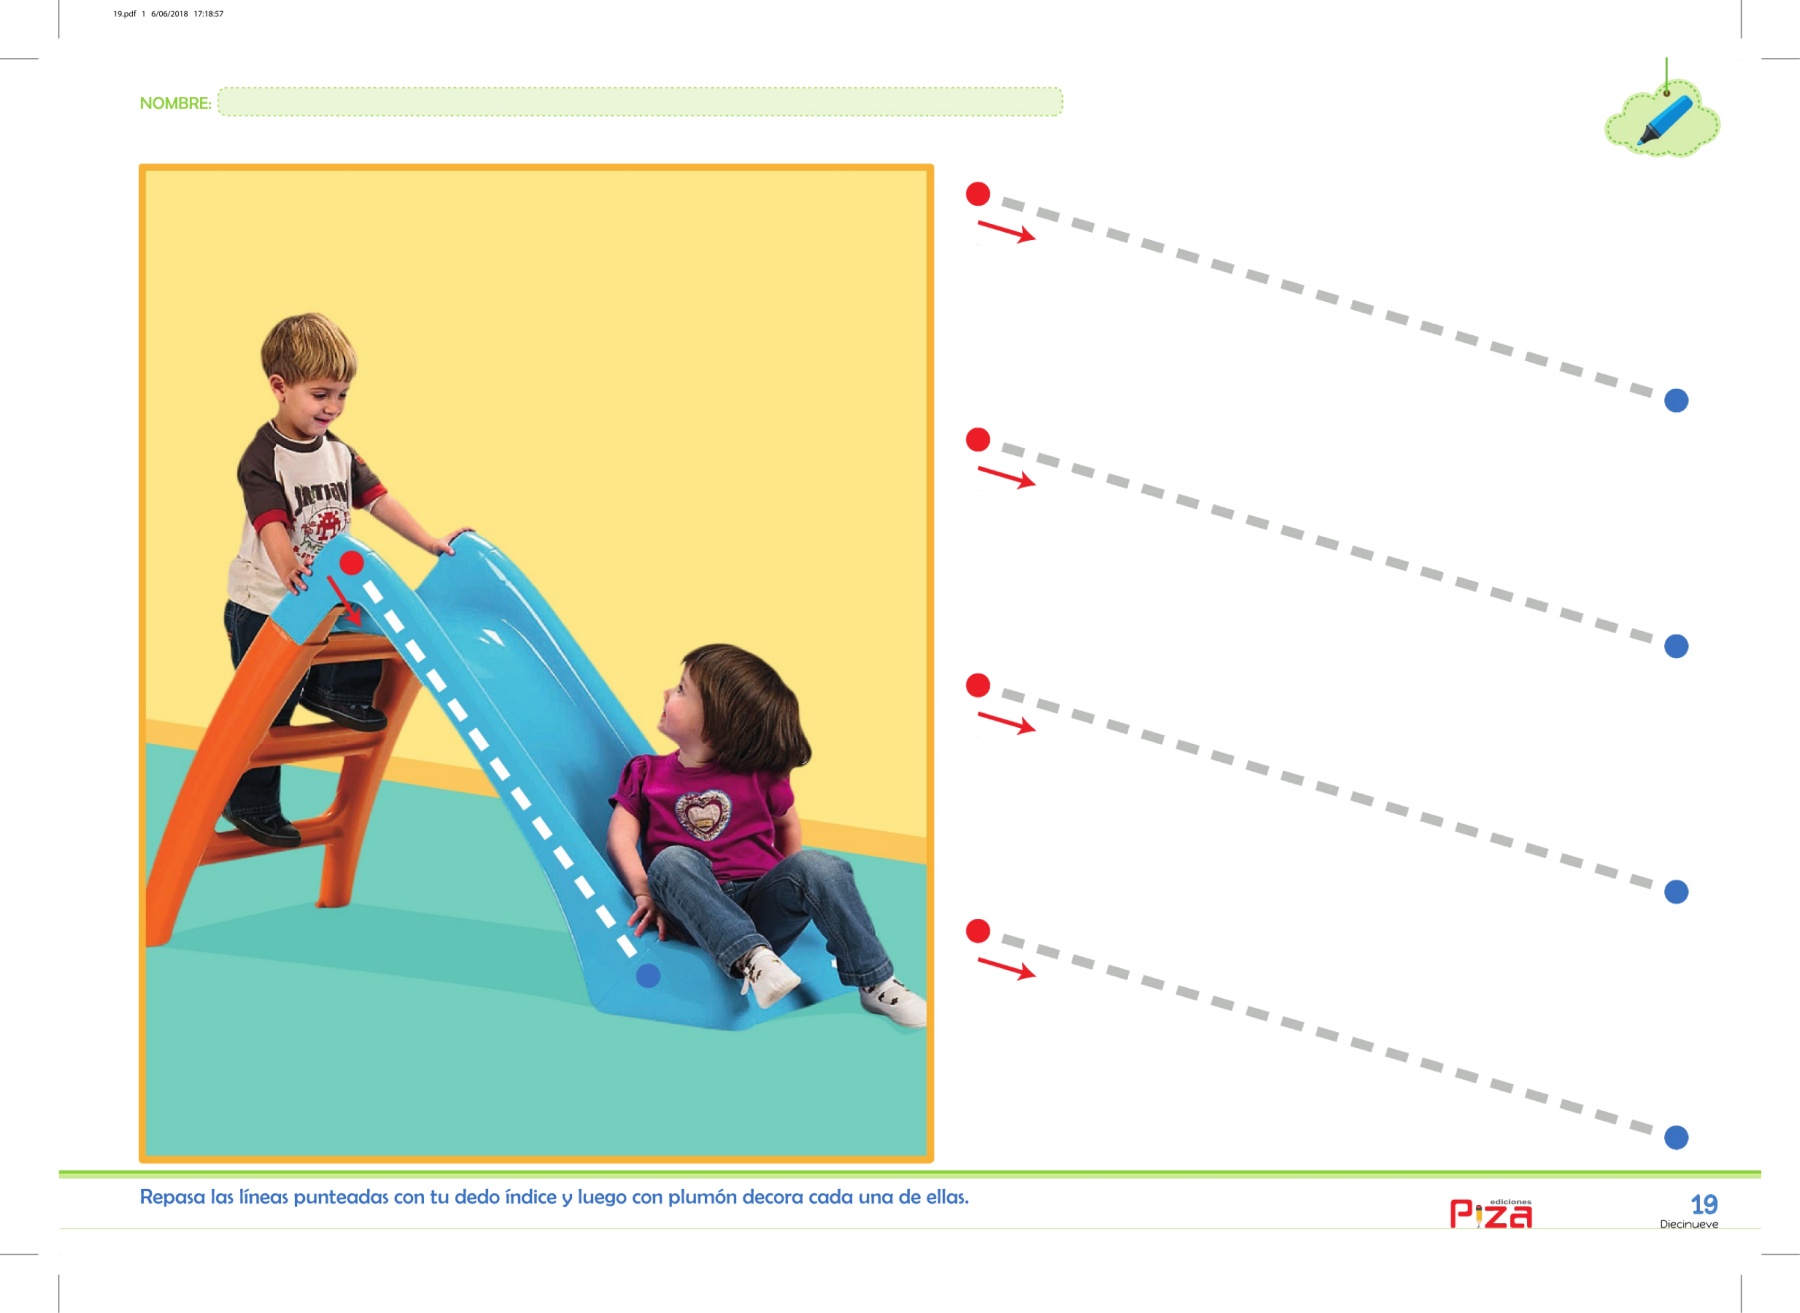 19.pdf 1 6/06/2018 17:18:57
NOMBRE:
Repasa las líneas punteadas con tu dedo índice y luego con plumón decora cada una de ellas.
ediciones
Piza
19
Diecinueve